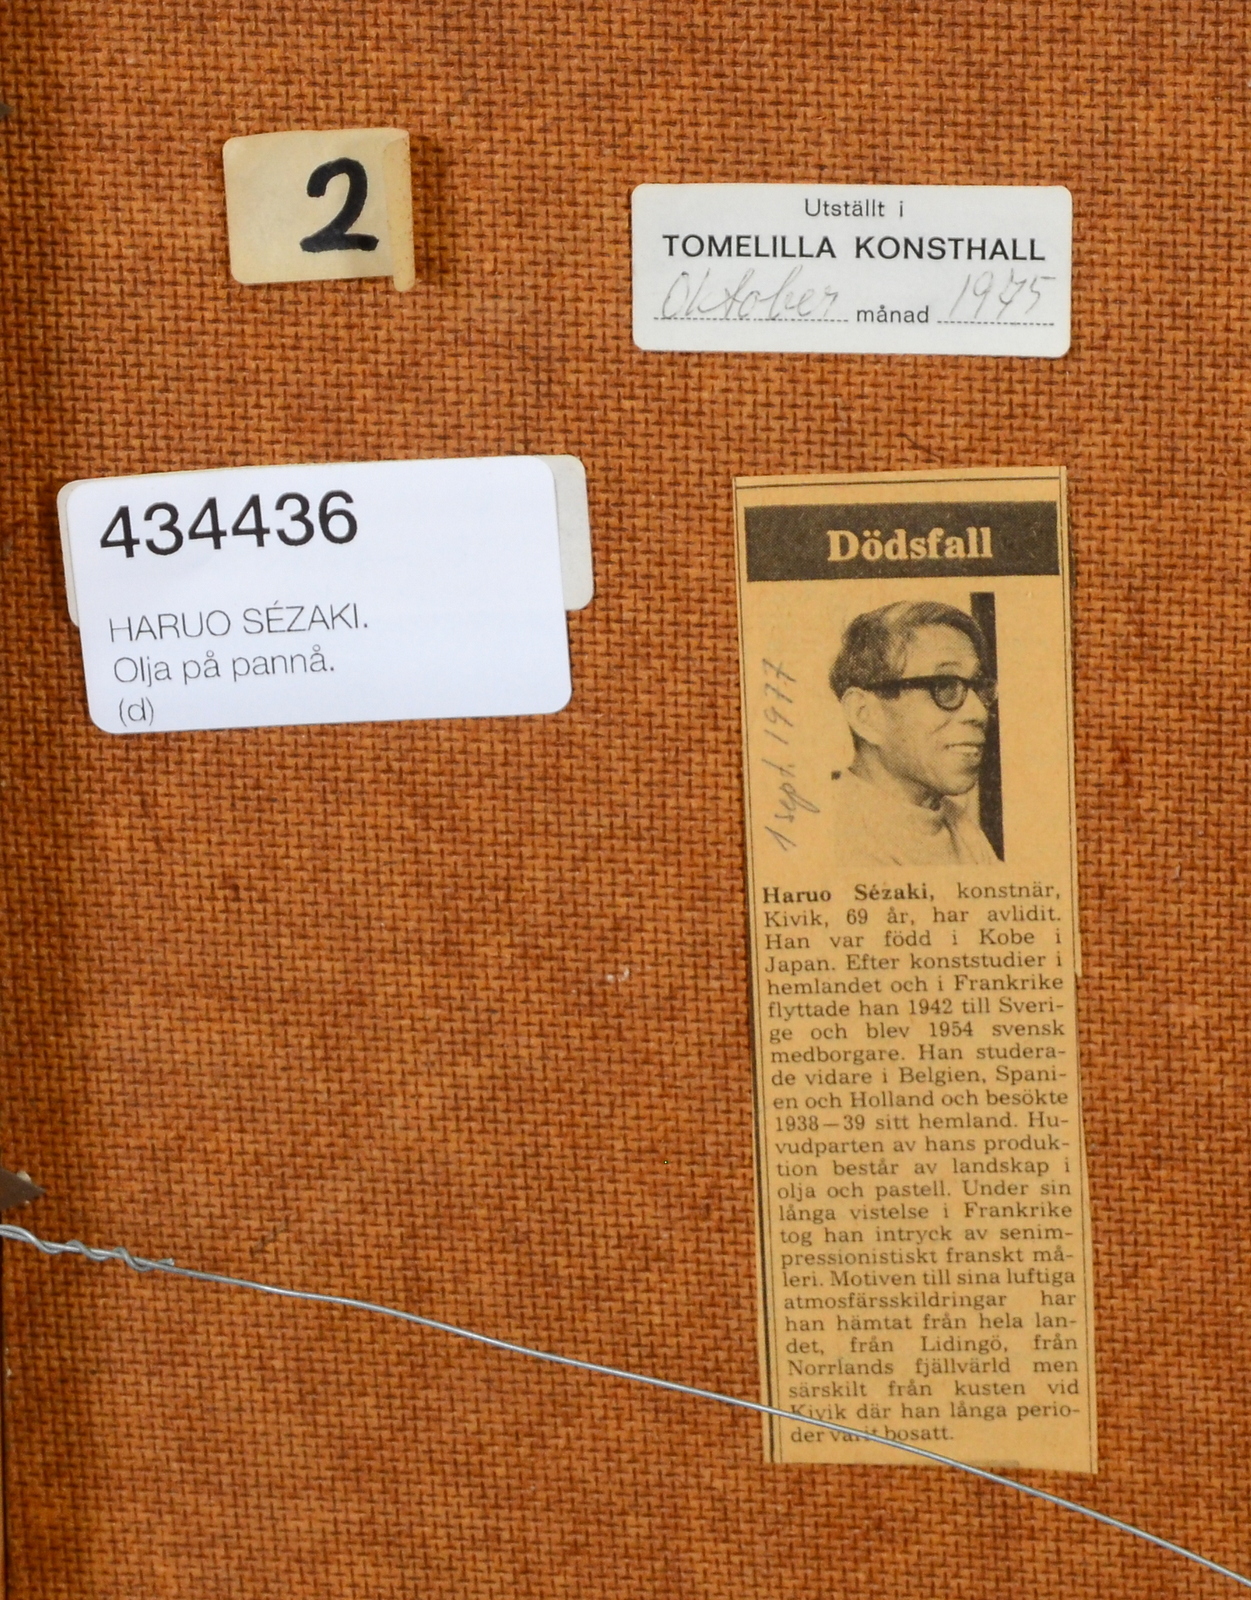 2
Utställt i
TOMELILLA KONSTHALL
Oktober månad 1975
434436
HARUO SÉZAKI.
Olja på pannå.
(d)
Dödsfall
1 sept. 1977
Haruo Sézaki, konstnär,
Kivik, 69 år, har avlidit.
Han var född i Kobe i
Japan. Efter konststudier i
hemlandet och i Frankrike
flyttade han 1942 till Sveri-
ge och blev 1954 svensk
medborgare. Han studera-
de vidare i Belgien, Spani-
en och Holland och besökte
1938—39 sitt hemland. Hu-
vudparten av hans produk-
tion består av landskap i
olja och pastell. Under sin
långa vistelse i Frankrike
tog han intryck av senim-
pressionistiskt franskt må-
leri. Motiven till sina luftiga
atmosfärsskildringar har
han hämtat från hela lan-
det, från Lidingö, från
Norrlands fjällvärld men
särskilt från kusten vid
Kivik där han långa perio-
der varit bosatt.